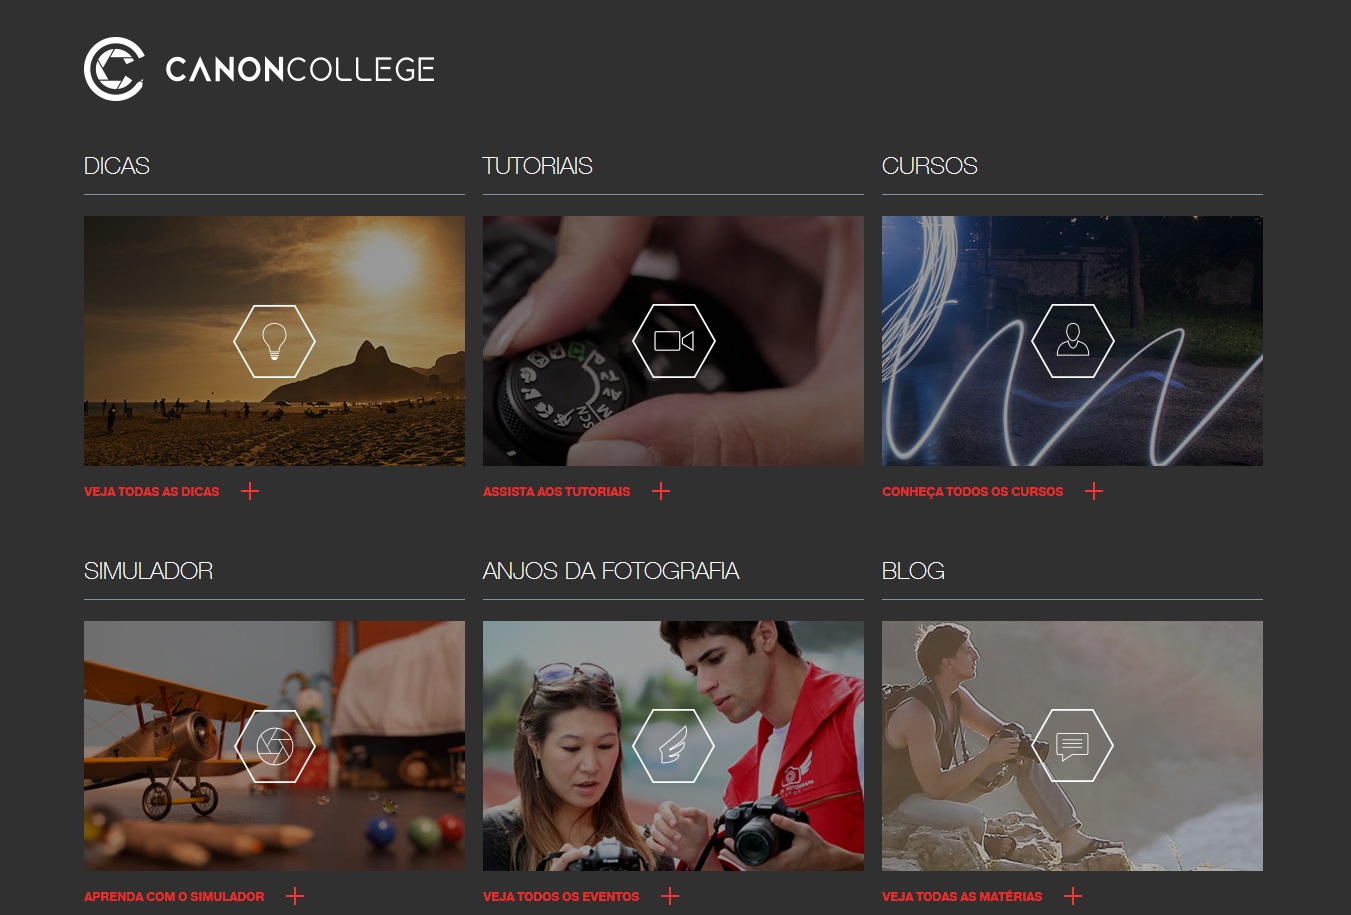 CANONCOLLEGE
DICAS
TUTORIAIS
CURSOS
VEJA TODAS AS DICAS
ASSISTA AOS TUTORIAIS
CONHEÇA TODOS OS CURSOS
SIMULADOR
ANJOS DA FOTOGRAFIA
BLOG
APRENDA COM O SIMULADOR
VEJA TODOS OS EVENTOS
VEJA TODAS AS MATÉRIAS